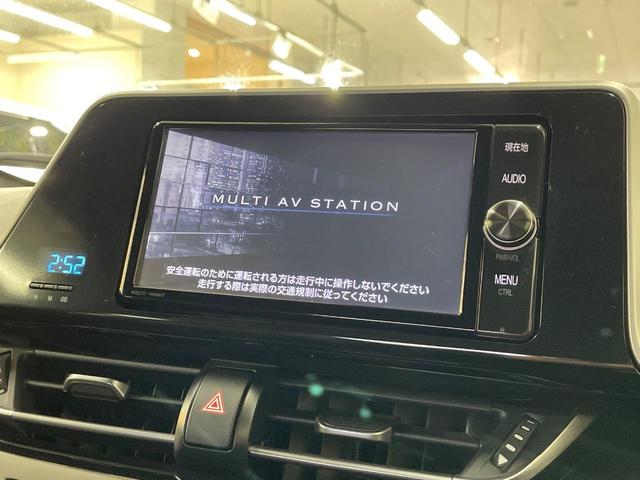 現在地
AUDIO
MULTI AV STATION
PWR-VOL
2:52
安全運転のために運転される方は走行中に操作しないでください
走行する際は実際の交通規制に従ってください
MENU
CTRL
H M :00